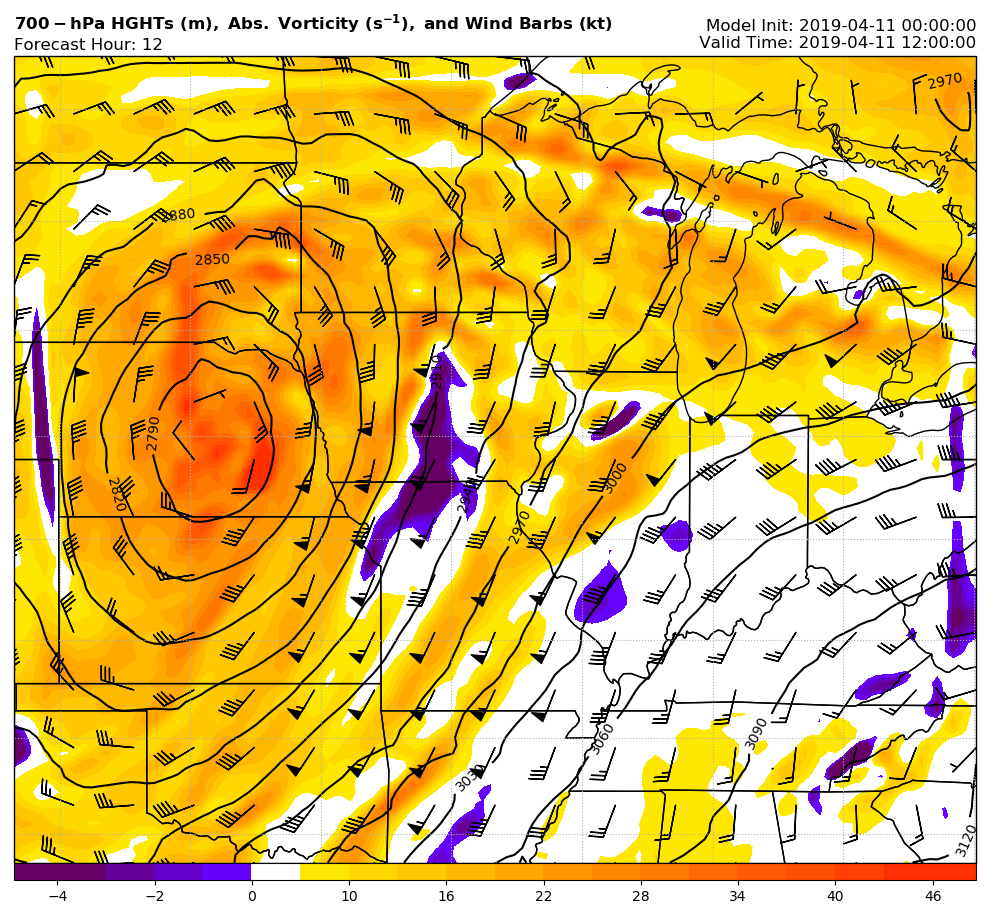 700 − hPa HGHTs (m), Abs. Vorticity (s⁻¹), and Wind Barbs (kt)
Model Init: 2019-04-11 00:00:00
Forecast Hour: 12
Valid Time: 2019-04-11 12:00:00
2970
2880
2850
2910
2790
2820
2940
3000
2970
3060
3090
3030
3120
−4 −2 0 10 16 22 28 34 40 46